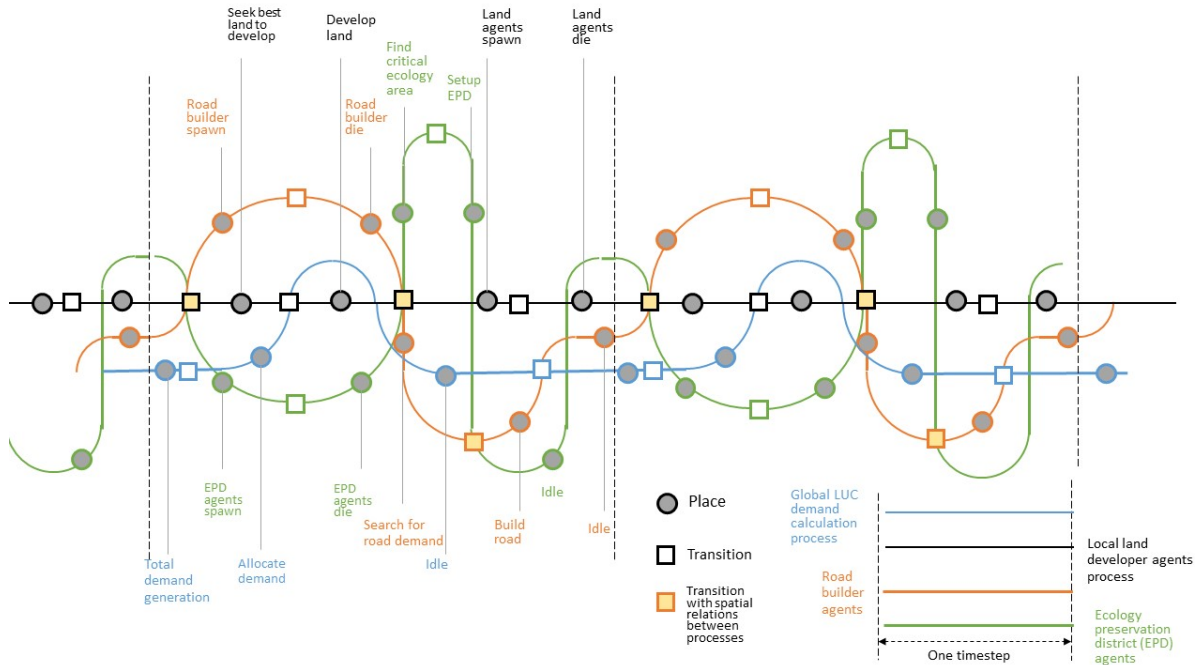 Seek best
land to
develop
Develop
land
Find
critical
ecology
area
Land
agents
spawn
Land
agents
die
Setup
EPD
Road
builder
spawn
Road
builder
die
EPD
agents
spawn
EPD
agents
die
Idle
Search for
road demand
Build
road
Idle
Total
demand
generation
Allocate
demand
Idle
Place
Transition
Transition
with spatial
relations
between
processes
Global LUC
demand
calculation
process
Local land
developer agents
process
Road
builder
agents
Ecology
preservation
district (EPD)
agents
One timestep